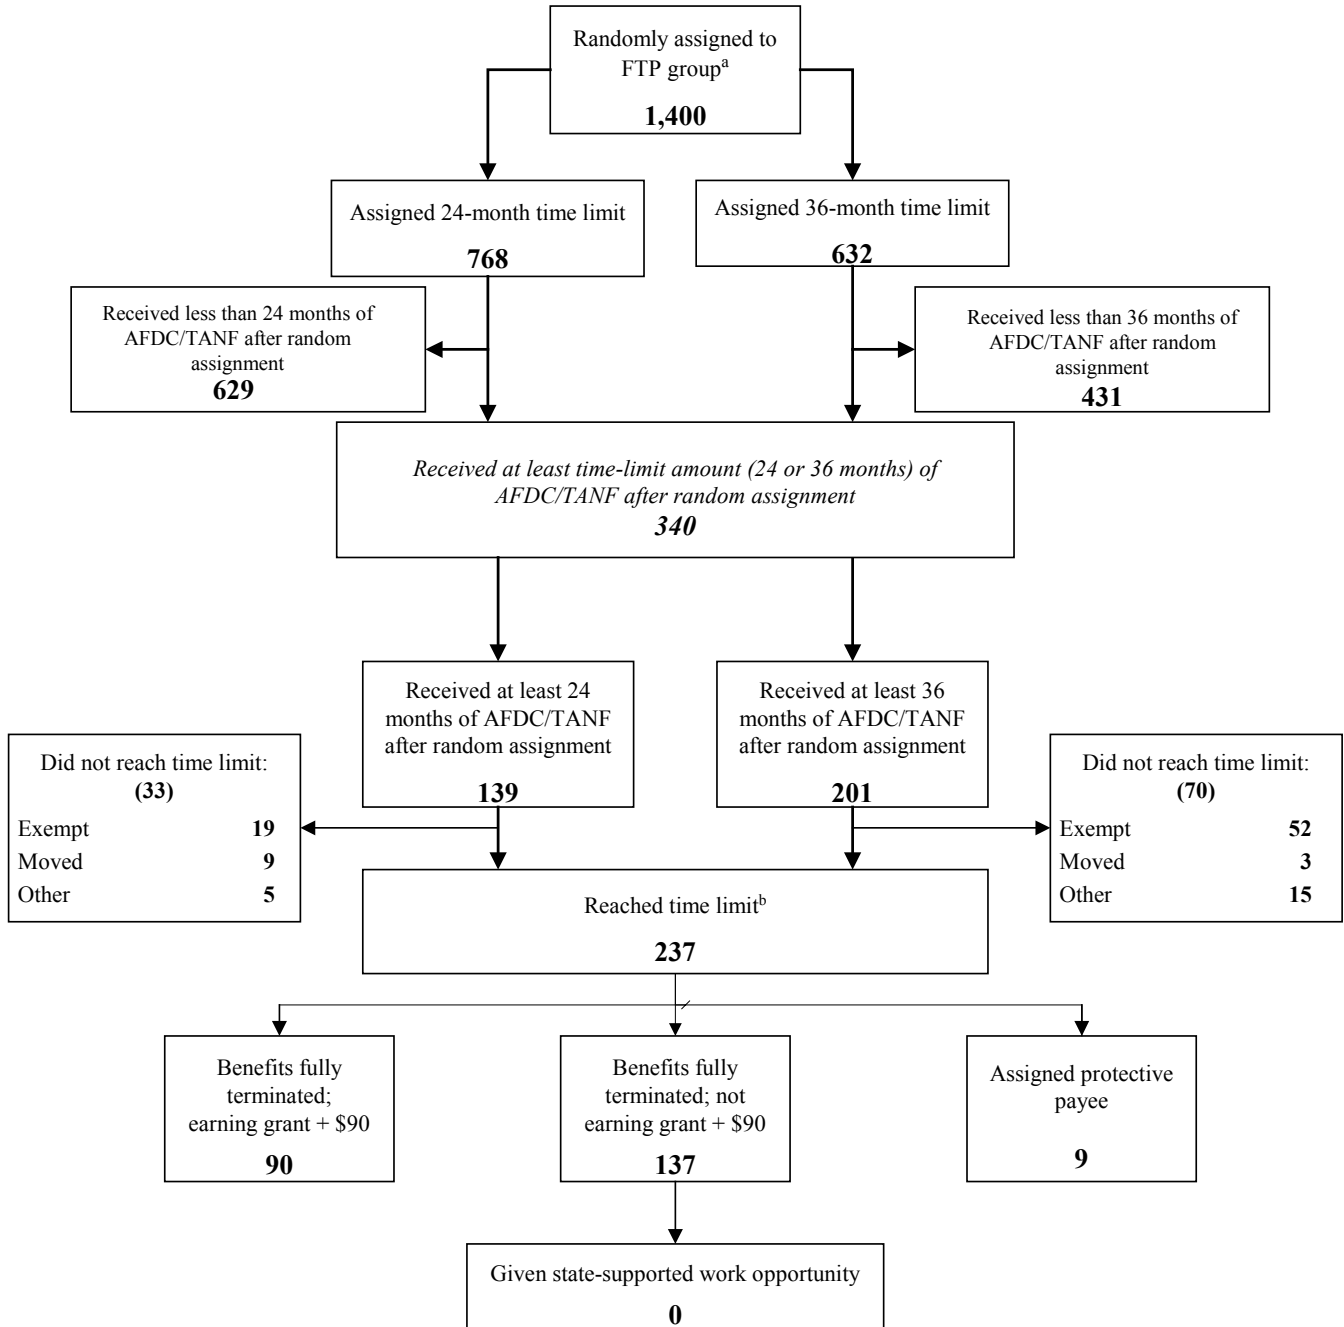 Randomly assigned to
FTP groupᵃ
1,400
Assigned 24-month time limit
768
Assigned 36-month time limit
632
Received less than 24 months of
AFDC/TANF after random
assignment
629
Received less than 36 months of
AFDC/TANF after random
assignment
431
Received at least time-limit amount (24 or 36 months) of
AFDC/TANF after random assignment
340
Received at least 24
months of AFDC/TANF
after random assignment
139
Received at least 36
months of AFDC/TANF
after random assignment
201
Did not reach time limit:
(33)
Exempt 19
Moved 9
Other 5
Did not reach time limit:
(70)
Exempt 52
Moved 3
Other 15
Reached time limitᵇ
237
Benefits fully
terminated;
earning grant + $90
90
Benefits fully
terminated; not
earning grant + $90
137
Assigned protective
payee
9
Given state-supported work opportunity
0